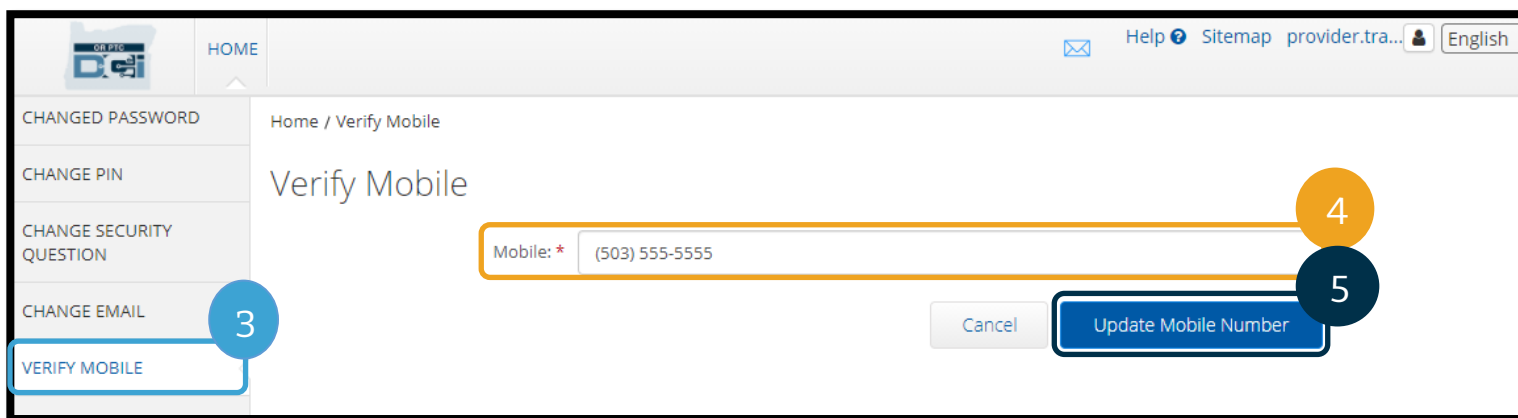 OR PTC
DCi
HOME
Help ? Sitemap provider.tra... English
CHANGED PASSWORD
CHANGE PIN
CHANGE SECURITY
QUESTION
CHANGE EMAIL
3
VERIFY MOBILE
Home / Verify Mobile
Verify Mobile
4
Mobile: * (503) 555-5555
5
Cancel Update Mobile Number